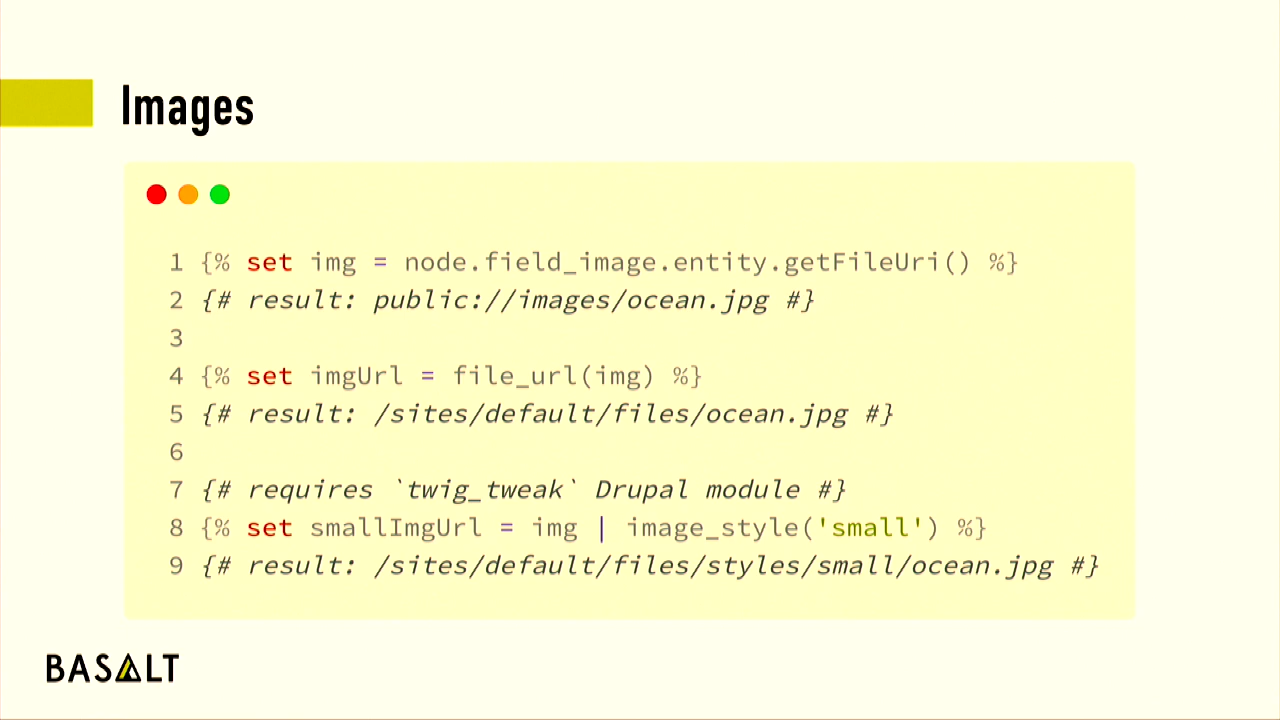 Images
1 {% set img = node.field_image.entity.getFileUri() %}
2 {# result: public://images/ocean.jpg #}
3
4 {% set imgUrl = file_url(img) %}
5 {# result: /sites/default/files/ocean.jpg #}
6
7 {# requires `twig_tweak` Drupal module #}
8 {% set smallImgUrl = img | image_style('small') %}
9 {# result: /sites/default/files/styles/small/ocean.jpg #}
BASALT